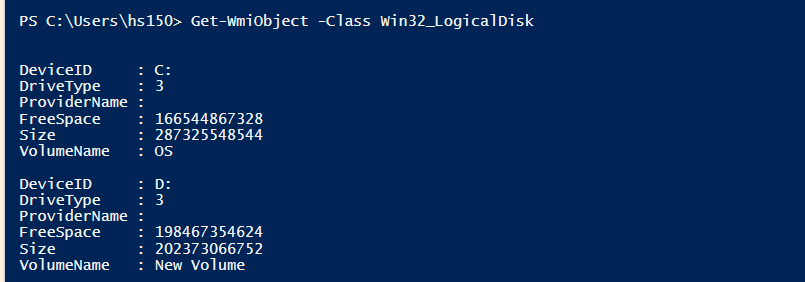 PS C:\Users\hs150> Get-WmiObject -Class Win32_LogicalDisk
DeviceID     : C:
DriveType    : 3
ProviderName :
FreeSpace    : 166544867328
Size         : 287325548544
VolumeName   : OS
DeviceID     : D:
DriveType    : 3
ProviderName :
FreeSpace    : 198467354624
Size         : 202373066752
VolumeName   : New Volume